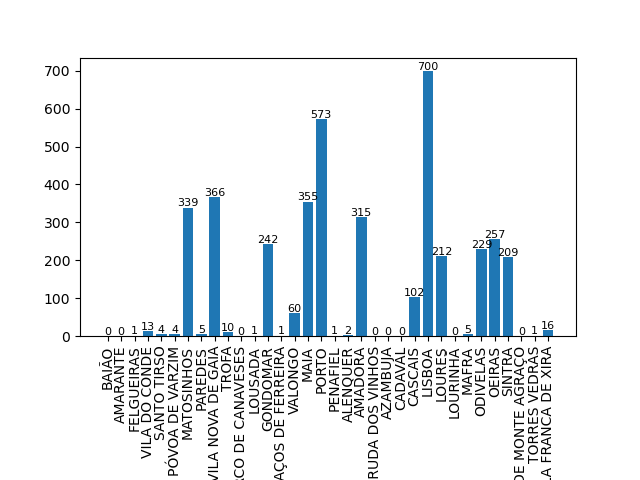 700
600
500
400
300
200
100
0
0
0
1
13
4
4
339
5
366
10
0
1
242
1
60
355
573
1
2
315
0
0
0
102
700
212
0
5
229
257
209
0
1
16
BAIÃO
AMARANTE
FELGUEIRAS
VILA DO CONDE
SANTO TIRSO
PÓVOA DE VARZIM
MATOSINHOS
PAREDES
VILA NOVA DE GAIA
TROFA
CO DE CANAVESES
LOUSADA
GONDOMAR
AÇOS DE FERREIRA
VALONGO
MAIA
PORTO
PENAFIEL
ALENQUER
AMADORA
RUDA DOS VINHOS
AZAMBUJA
CADAVAL
CASCAIS
LISBOA
LOURES
LOURINHA
MAFRA
ODIVELAS
OEIRAS
SINTRA
DE MONTE AGRAÇO
TORRES VEDRAS
A FRANCA DE XIRA